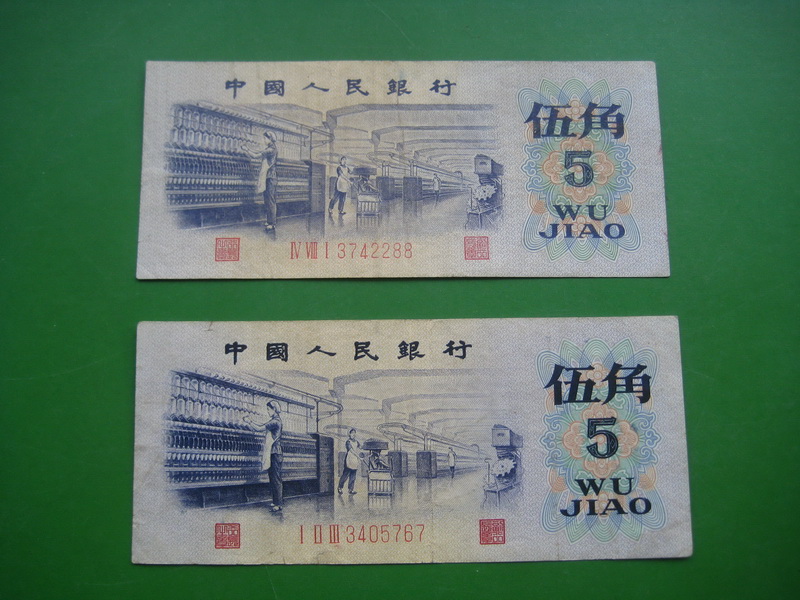 中國人民銀行
伍角
5
WU
JIAO
Ⅳ Ⅷ Ⅰ 3742288
中國人民銀行
伍角
5
WU
JIAO
Ⅰ Ⅱ Ⅲ 3405767